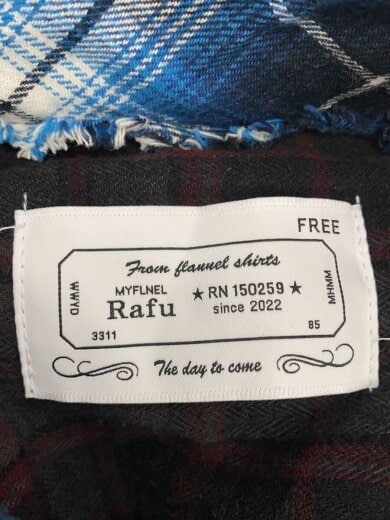 FREE
From flannel shirts
WWYD
MYFLNEL
Rafu
★ RN 150259 ★
since 2022
MHMM
3311
85
The day to come